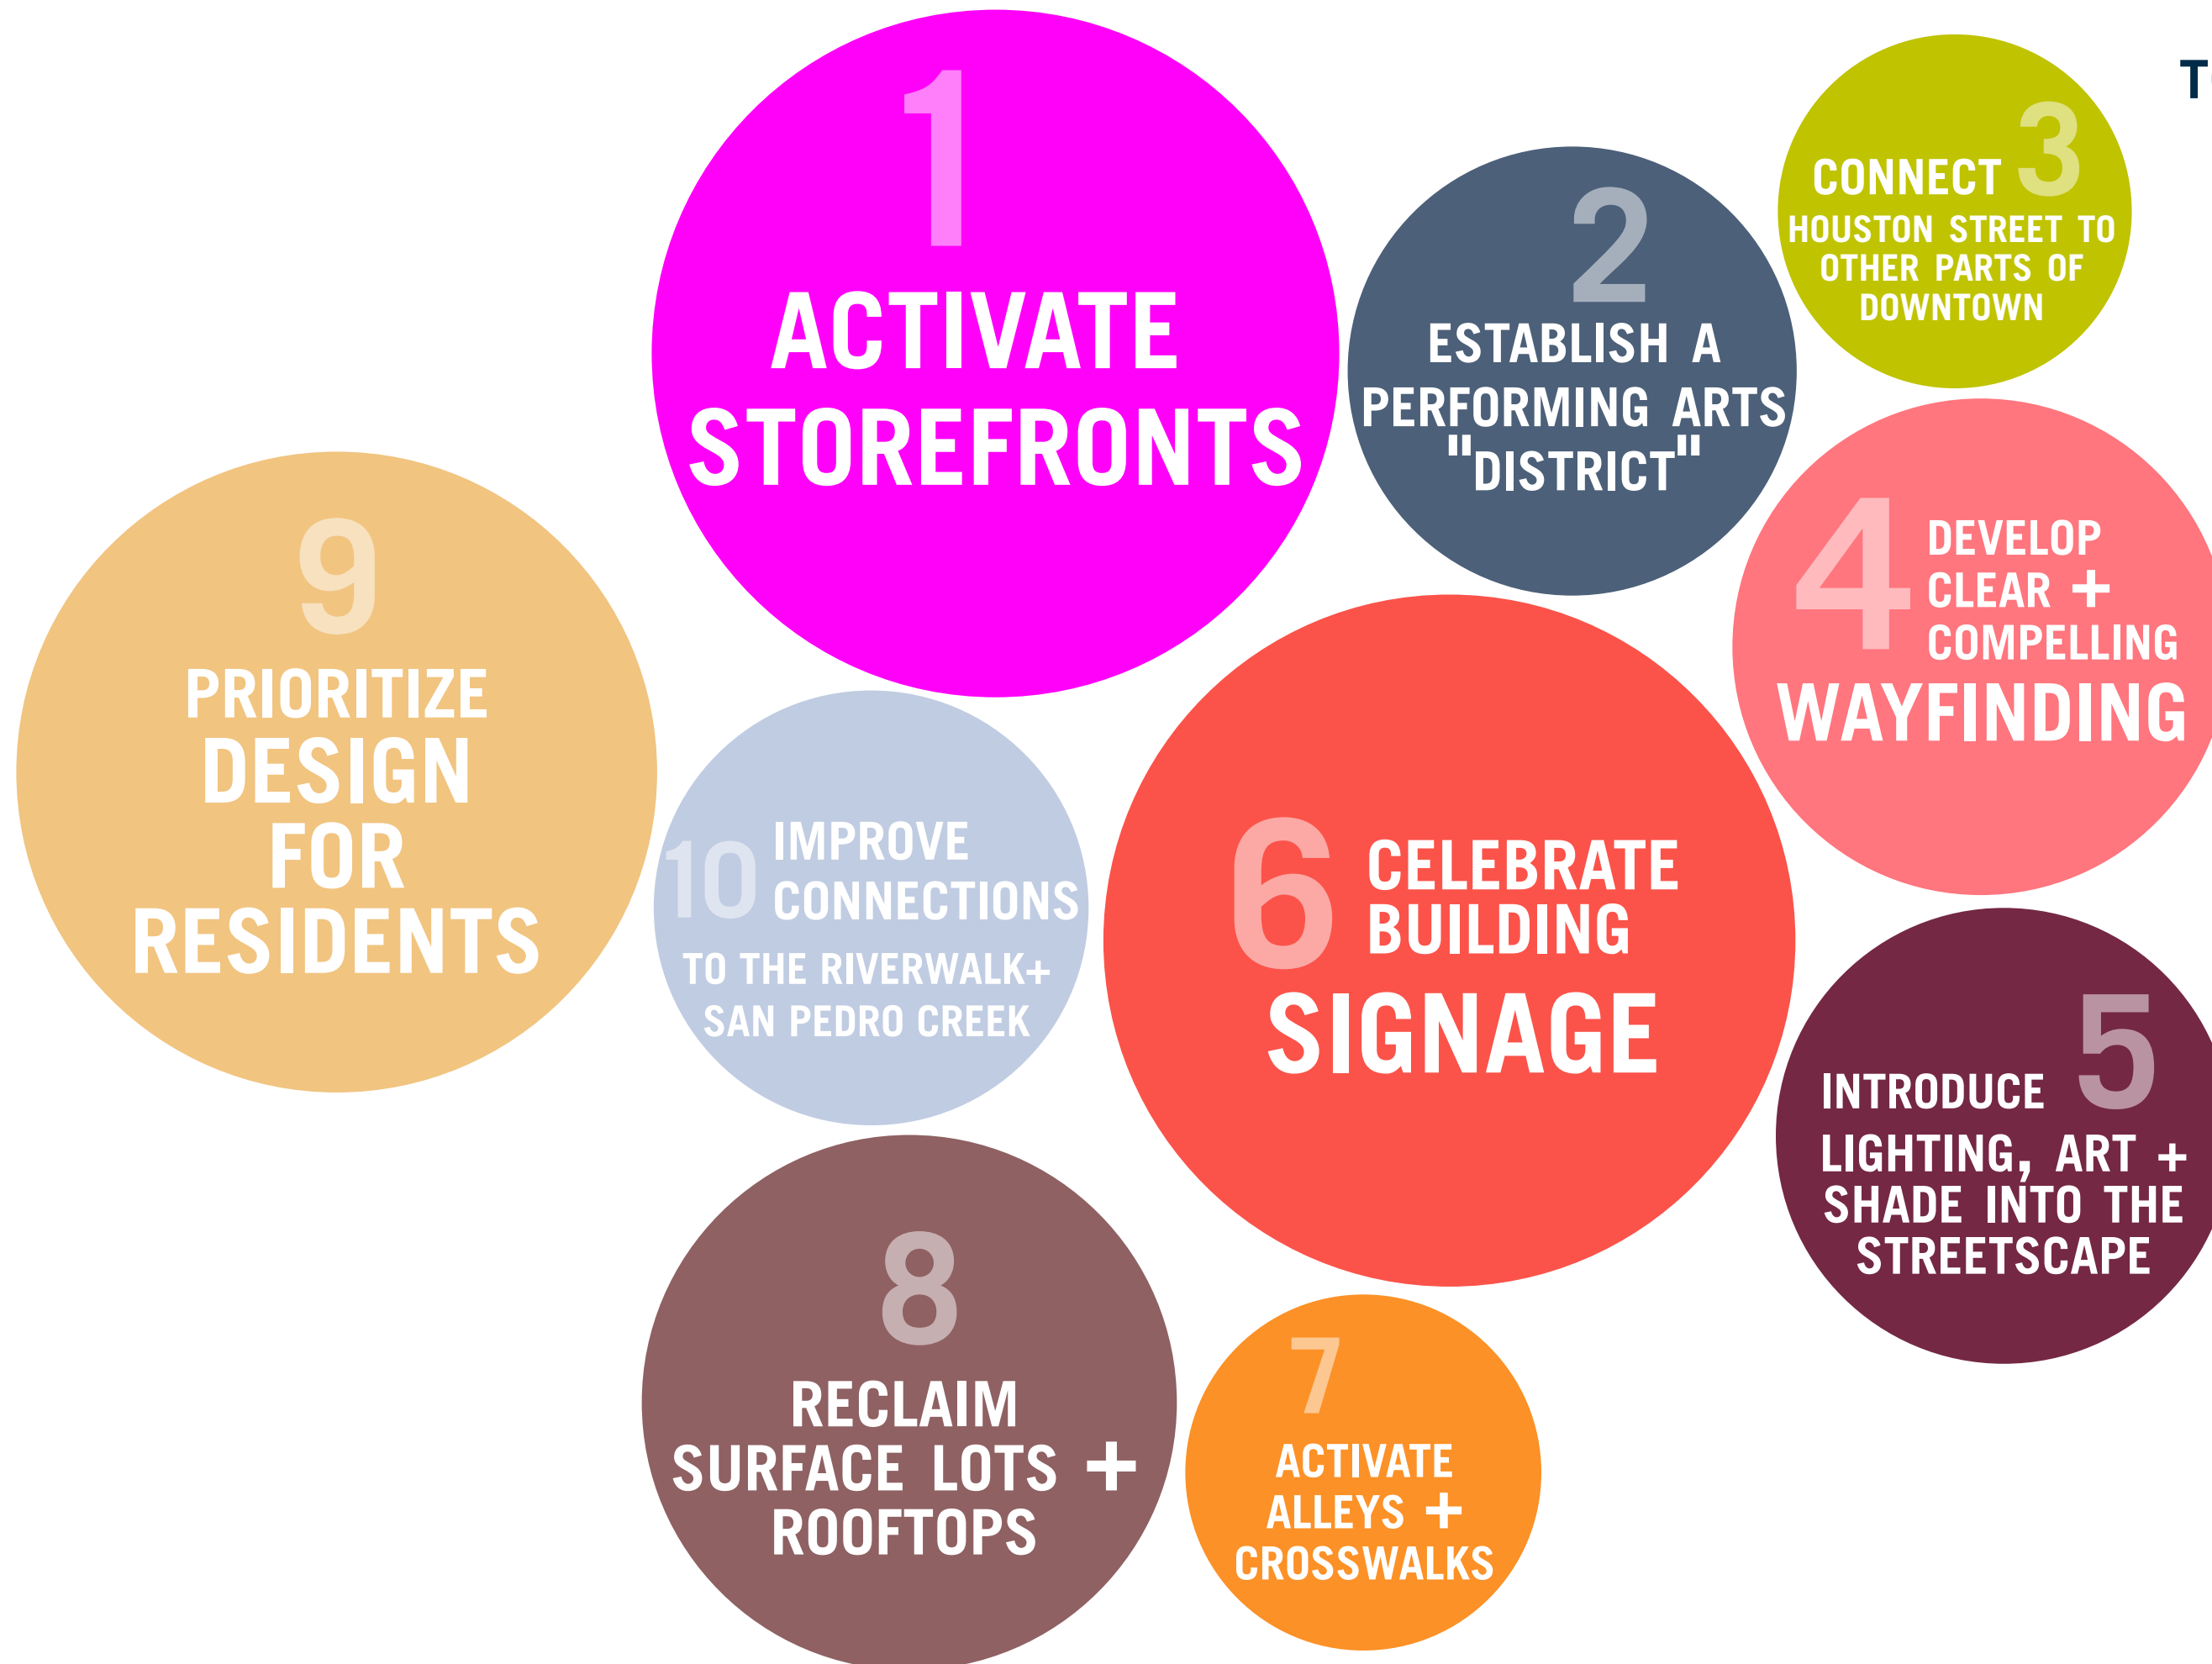 1
ACTIVATE
STOREFRONTS
2
ESTABLISH A
PERFORMING ARTS
"DISTRICT"
3
CONNECT
HOUSTON STREET TO
OTHER PARTS OF
DOWNTOWN
4
DEVELOP
CLEAR +
COMPELLING
WAYFINDING
5
INTRODUCE
LIGHTING, ART +
SHADE INTO THE
STREETSCAPE
6
CELEBRATE
BUILDING
SIGNAGE
7
ACTIVATE
ALLEYS +
CROSSWALKS
8
RECLAIM
SURFACE LOTS +
ROOFTOPS
9
PRIORITIZE
DESIGN
FOR
RESIDENTS
10
IMPROVE
CONNECTIONS
TO THE RIVERWALK+
SAN PEDRO CREEK